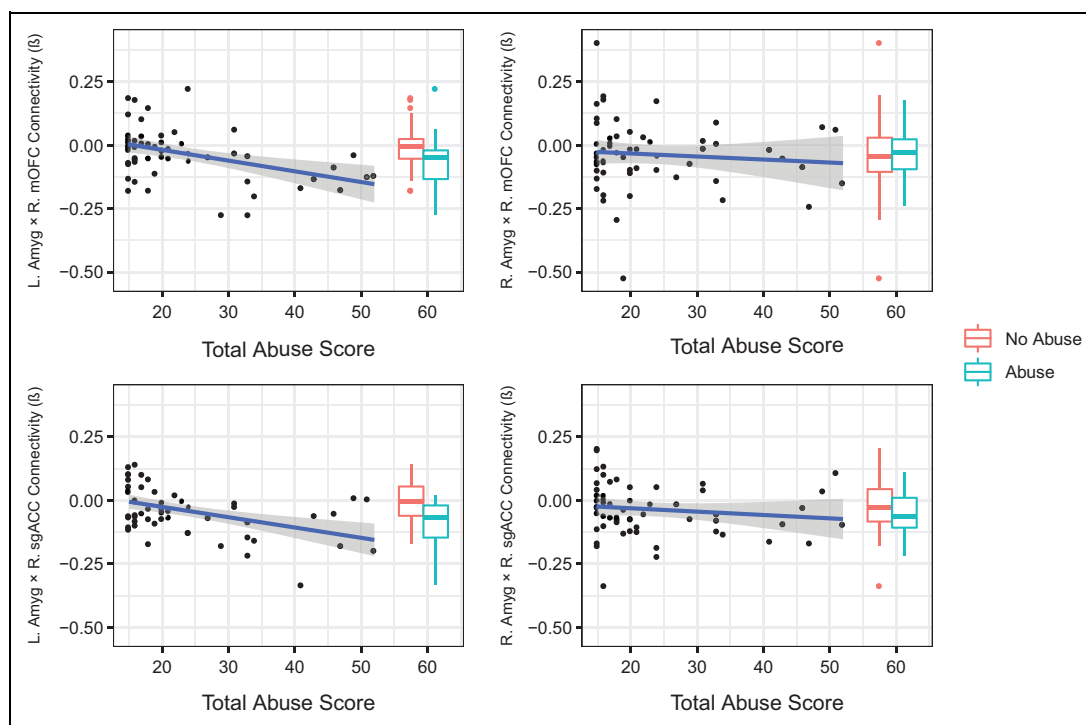 L. Amyg × R. mOFC Connectivity (ß)
0.25
0.00
−0.25
−0.50
20 30 40 50 60
Total Abuse Score
R. Amyg × R. mOFC Connectivity (ß)
0.25
0.00
−0.25
−0.50
20 30 40 50 60
Total Abuse Score
No Abuse
Abuse
L. Amyg × R. sgACC Connectivity (ß)
0.25
0.00
−0.25
−0.50
20 30 40 50 60
Total Abuse Score
R. Amyg × R. sgACC Connectivity (ß)
0.25
0.00
−0.25
−0.50
20 30 40 50 60
Total Abuse Score